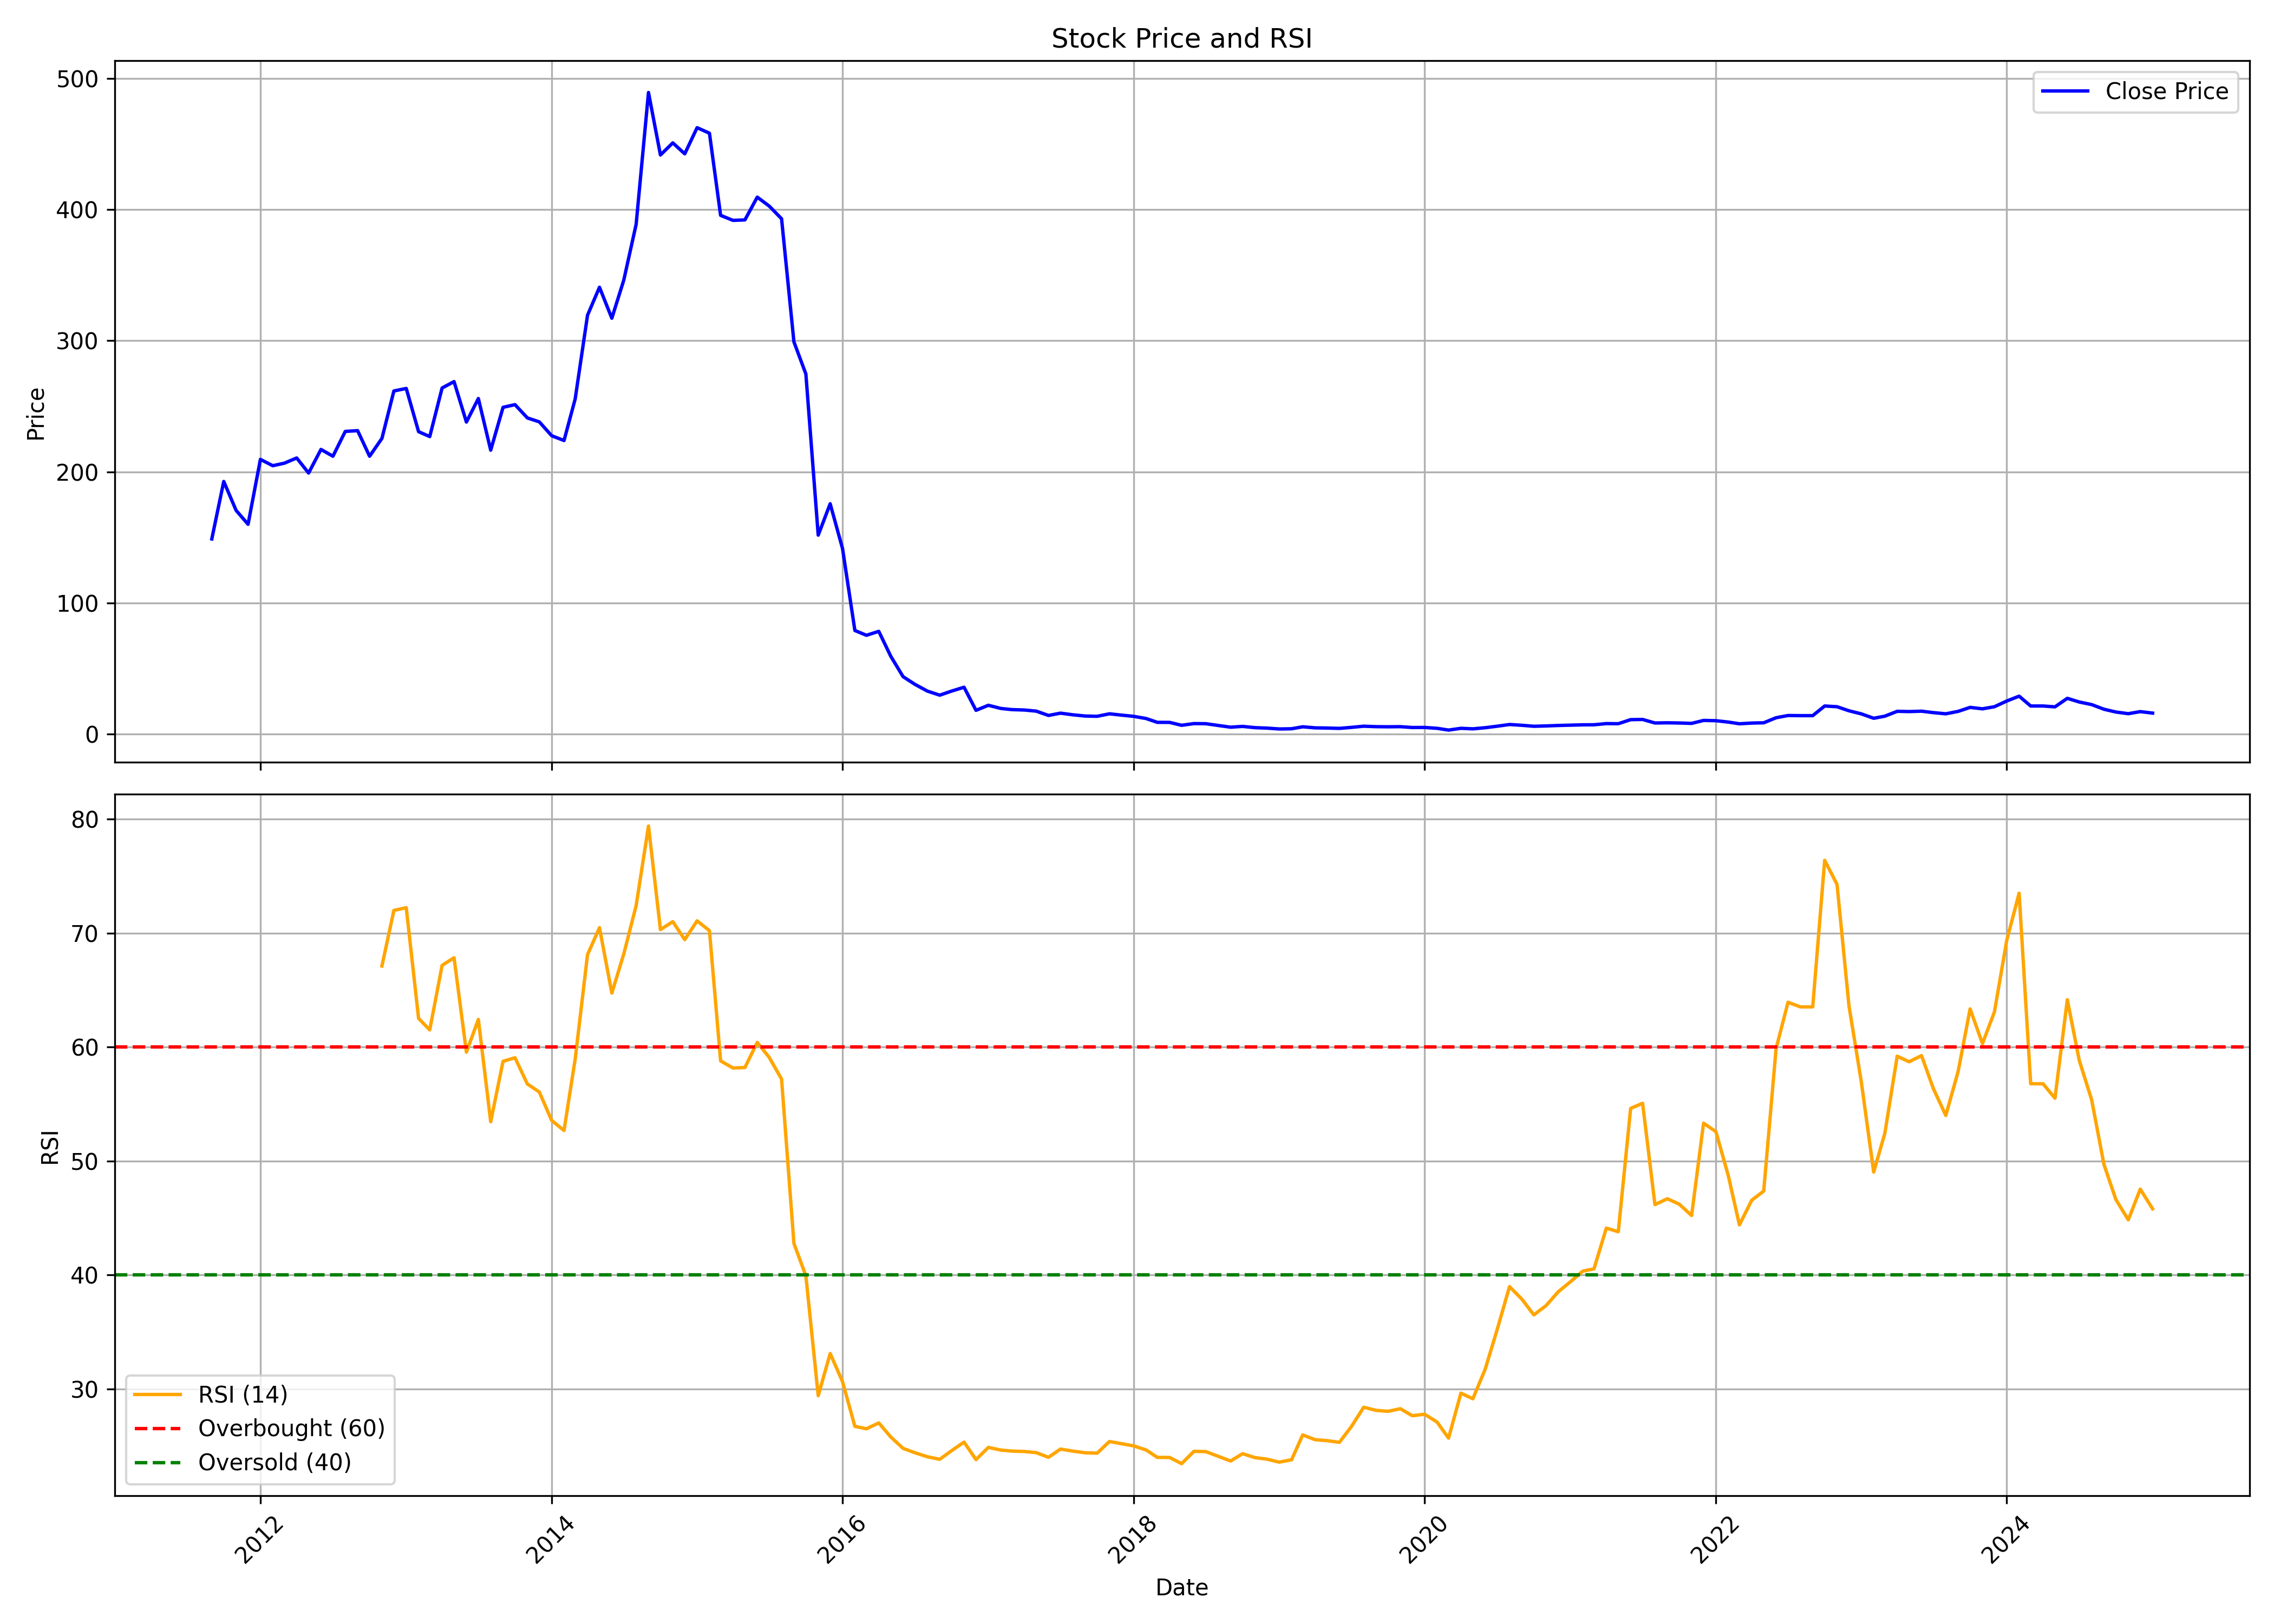 Stock Price and RSI
500
400
300
200
100
0
Price
Close Price
80
70
60
50
40
30
RSI
RSI (14)
Overbought (60)
Oversold (40)
2012
2014
2016
2018
2020
2022
2024
Date